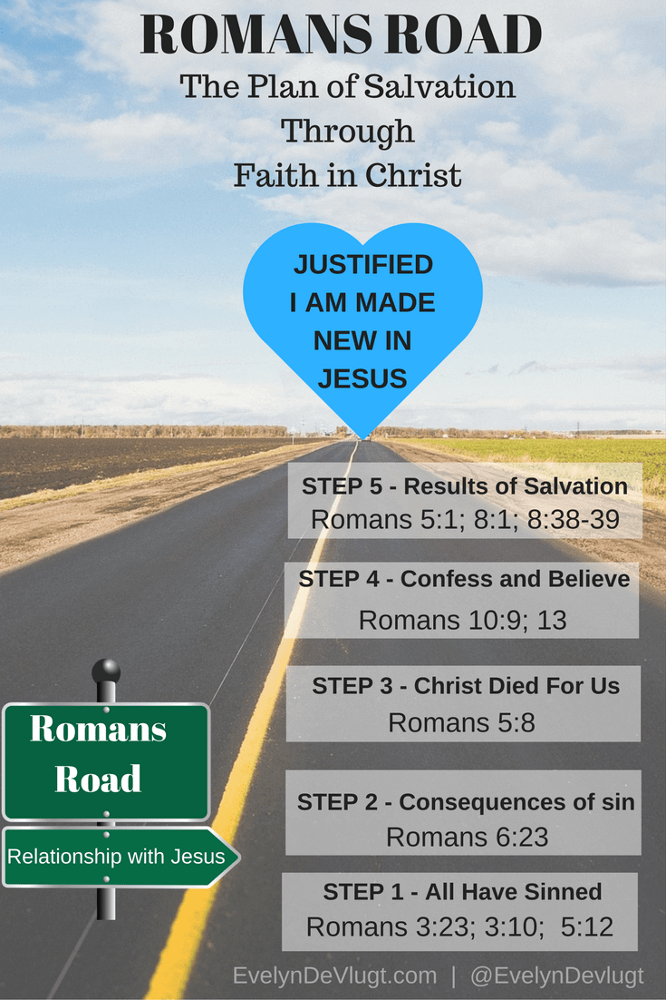 ROMANS ROAD
The Plan of Salvation
Through
Faith in Christ
JUSTIFIED
I AM MADE
NEW IN
JESUS
STEP 5 - Results of Salvation
Romans 5:1; 8:1; 8:38-39
STEP 4 - Confess and Believe
Romans 10:9; 13
STEP 3 - Christ Died For Us
Romans 5:8
STEP 2 - Consequences of sin
Romans 6:23
STEP 1 - All Have Sinned
Romans 3:23; 3:10;  5:12
Romans
Road
Relationship with Jesus
EvelynDeVlugt.com | @EvelynDevlugt